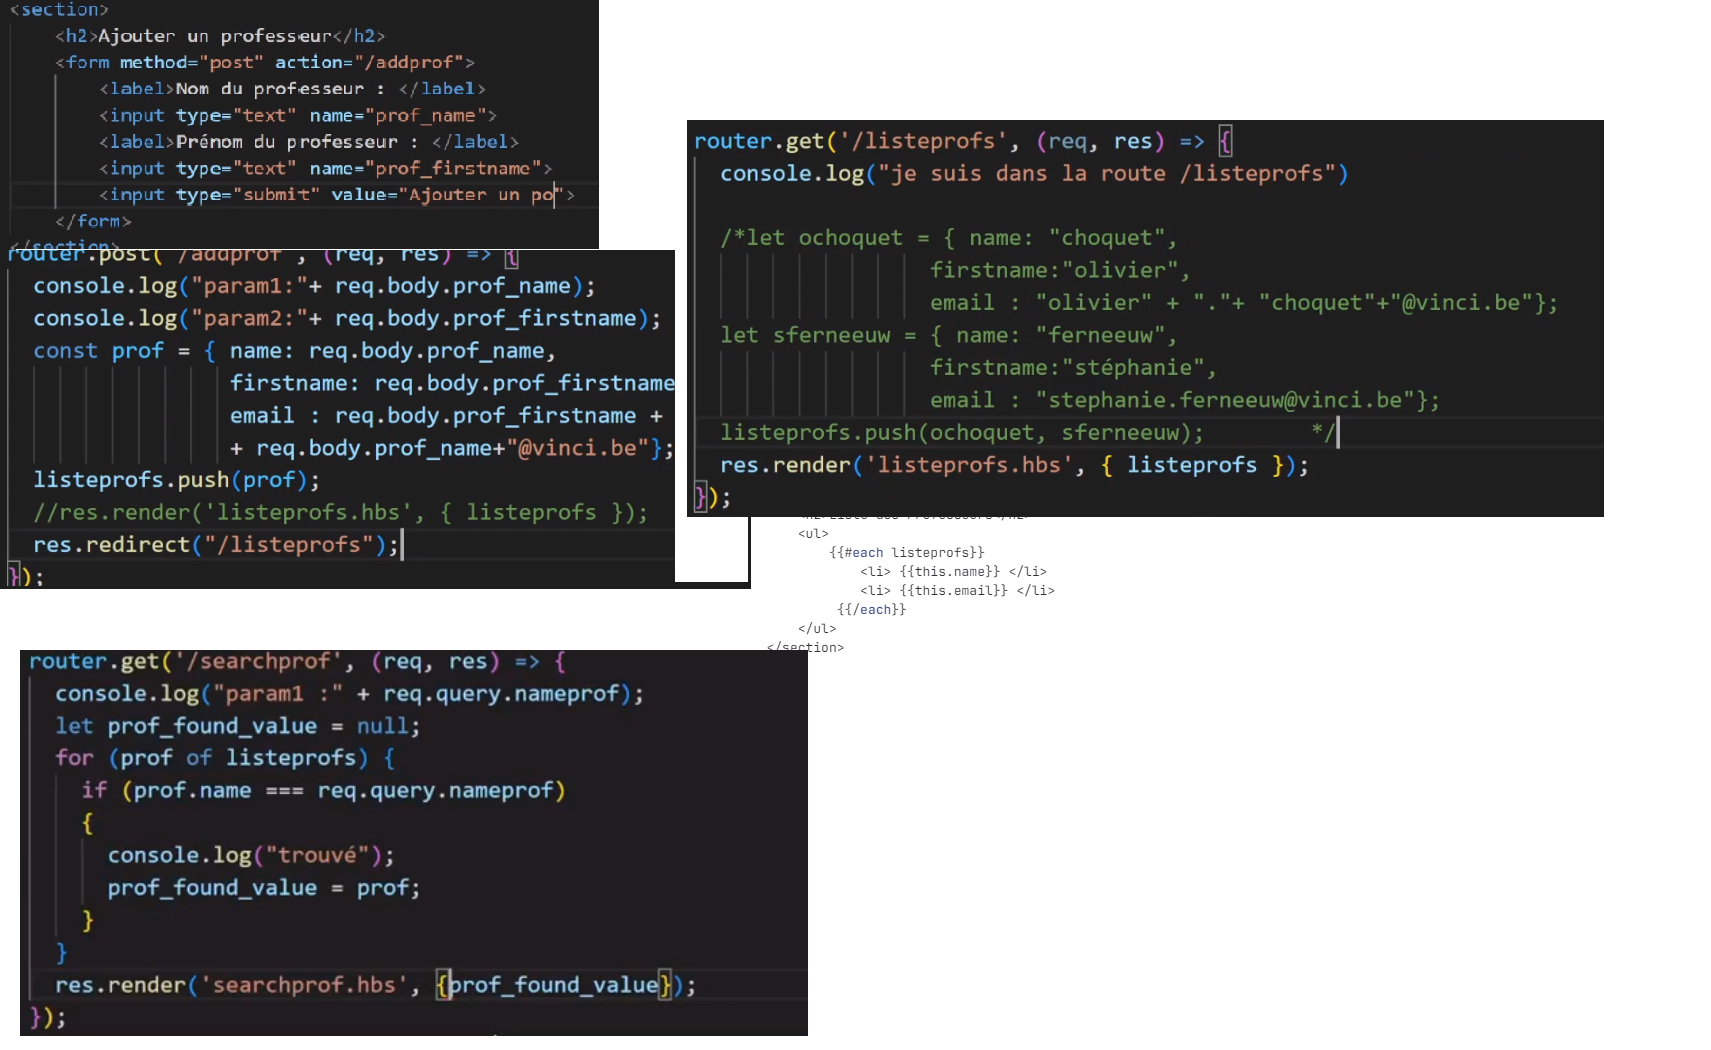 <section>
<h2>Ajouter un professeur</h2>
<form method="post" action="/addprof">
<label>Nom du professeur : </label>
<input type="text" name="prof_name">
<label>Prénom du professeur : </label>
<input type="text" name="prof_firstname">
<input type="submit" value="Ajouter un po">
</form>
</section>
router.post('/addprof', (req, res) => {
console.log("param1:"+ req.body.prof_name);
console.log("param2:"+ req.body.prof_firstname);
const prof = { name: req.body.prof_name,
firstname: req.body.prof_firstname
email : req.body.prof_firstname +
+ req.body.prof_name+"@vinci.be"};
listeprofs.push(prof);
//res.render('listeprofs.hbs', { listeprofs });
res.redirect("/listeprofs");
});
router.get('/listeprofs', (req, res) => {
console.log("je suis dans la route /listeprofs")
/*let ochoquet = { name: "choquet",
firstname:"olivier",
email : "olivier" + "."+ "choquet"+"@vinci.be"};
let sferneeuw = { name: "ferneeuw",
firstname:"stéphanie",
email : "stephanie.ferneeuw@vinci.be"};
listeprofs.push(ochoquet, sferneeuw); */
res.render('listeprofs.hbs', { listeprofs });
});
<ul>
{{#each listeprofs}}
<li> {{this.name}} </li>
<li> {{this.email}} </li>
{{/each}}
</ul>
</section>
router.get('/searchprof', (req, res) => {
console.log("param1 :" + req.query.nameprof);
let prof_found_value = null;
for (prof of listeprofs) {
if (prof.name === req.query.nameprof)
{
console.log("trouvé");
prof_found_value = prof;
}
}
res.render('searchprof.hbs', {prof_found_value});
});